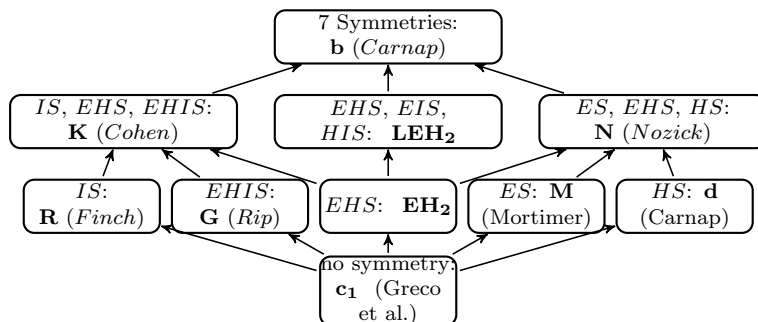 7 Symmetries:
b (Carnap)
IS, EHS, EHIS:
K (Cohen)
EHS, EIS,
HIS: LEH₂
ES, EHS, HS:
N (Nozick)
IS:
R (Finch)
EHIS:
G (Rip)
EHS: EH₂
ES: M
(Mortimer)
HS: d
(Carnap)
no symmetry:
c₁ (Greco
et al.)